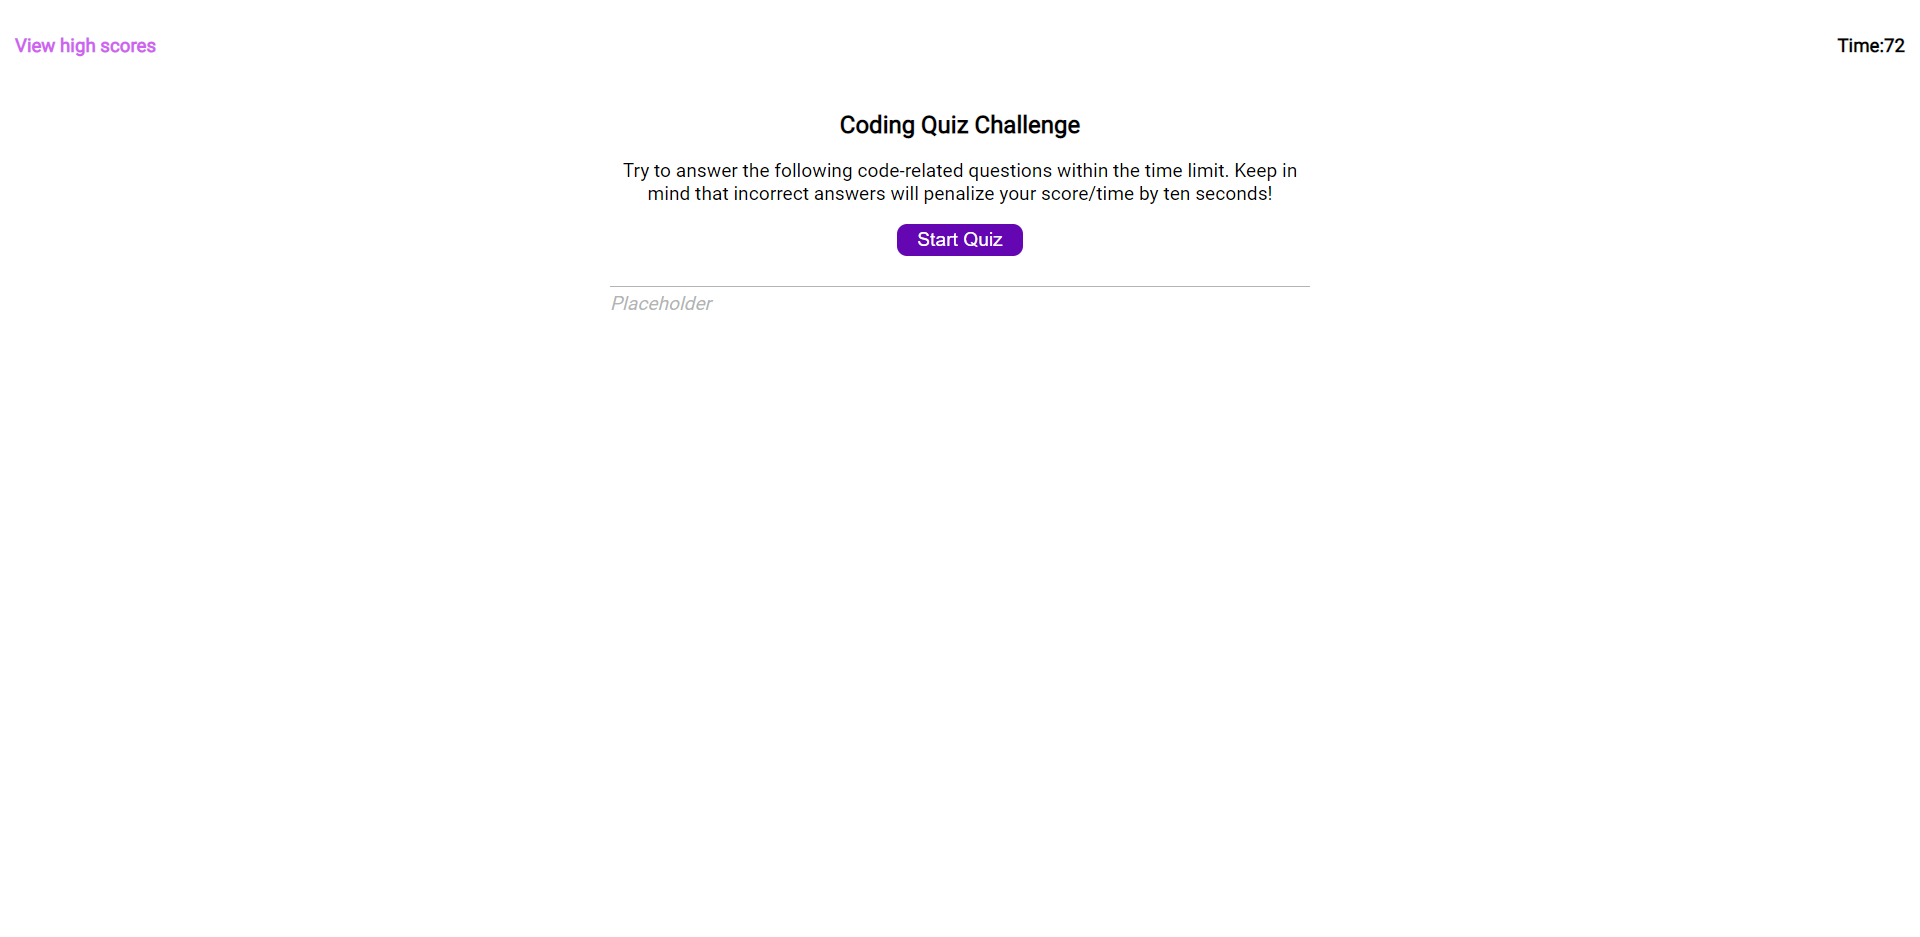 View high scores
Time:72
Coding Quiz Challenge
Try to answer the following code-related questions within the time limit. Keep in
mind that incorrect answers will penalize your score/time by ten seconds!
Start Quiz
Placeholder